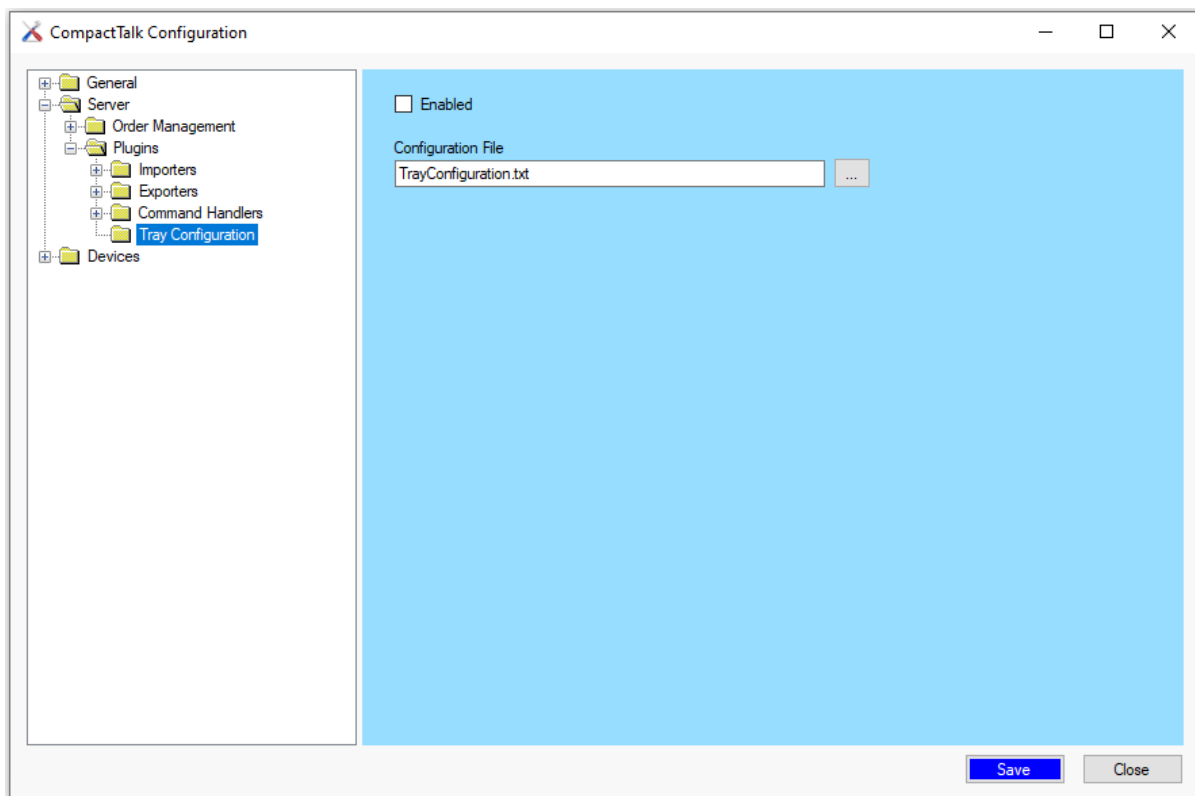 CompactTalk Configuration
General
Server
Order Management
Plugins
Importers
Exporters
Command Handlers
Tray Configuration
Devices
Enabled
Configuration File
TrayConfiguration.txt
...
Save
Close